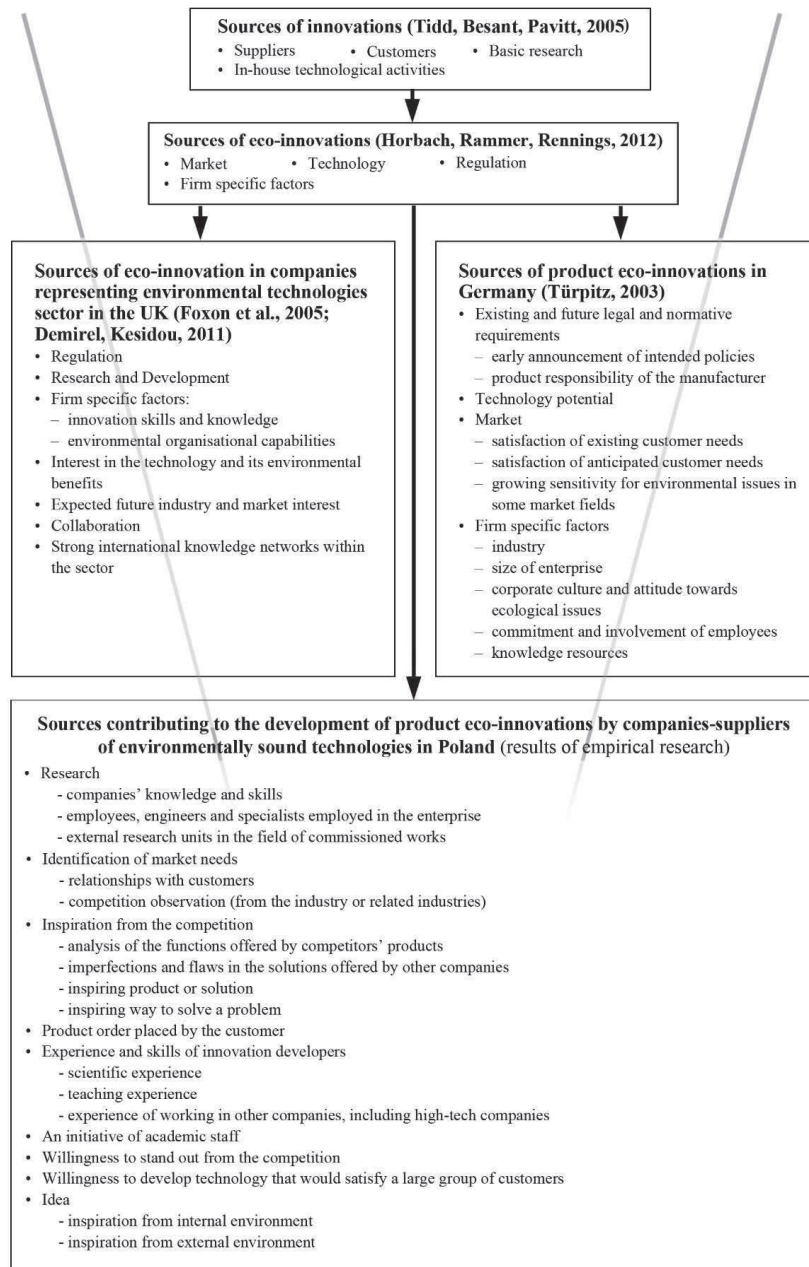 Sources of innovations (Tidd, Besant, Pavitt, 2005)
• Suppliers • Customers • Basic research
• In-house technological activities
Sources of eco-innovations (Horbach, Rammer, Rennings, 2012)
• Market • Technology • Regulation
• Firm specific factors
Sources of eco-innovation in companies
representing environmental technologies
sector in the UK (Foxon et al., 2005;
Demirel, Kesidou, 2011)
• Regulation
• Research and Development
• Firm specific factors:
– innovation skills and knowledge
– environmental organisational capabilities
• Interest in the technology and its environmental
benefits
• Expected future industry and market interest
• Collaboration
• Strong international knowledge networks within
the sector
Sources of product eco-innovations in
Germany (Türpitz, 2003)
• Existing and future legal and normative
requirements
– early announcement of intended policies
– product responsibility of the manufacturer
• Technology potential
• Market
– satisfaction of existing customer needs
– satisfaction of anticipated customer needs
– growing sensitivity for environmental issues in
some market fields
• Firm specific factors
– industry
– size of enterprise
– corporate culture and attitude towards
ecological issues
– commitment and involvement of employees
– knowledge resources
Sources contributing to the development of product eco-innovations by companies-suppliers
of environmentally sound technologies in Poland (results of empirical research)
• Research
- companies’ knowledge and skills
- employees, engineers and specialists employed in the enterprise
- external research units in the field of commissioned works
• Identification of market needs
- relationships with customers
- competition observation (from the industry or related industries)
• Inspiration from the competition
- analysis of the functions offered by competitors’ products
- imperfections and flaws in the solutions offered by other companies
- inspiring product or solution
- inspiring way to solve a problem
• Product order placed by the customer
• Experience and skills of innovation developers
- scientific experience
- teaching experience
- experience of working in other companies, including high-tech companies
• An initiative of academic staff
• Willingness to stand out from the competition
• Willingness to develop technology that would satisfy a large group of customers
• Idea
- inspiration from internal environment
- inspiration from external environment